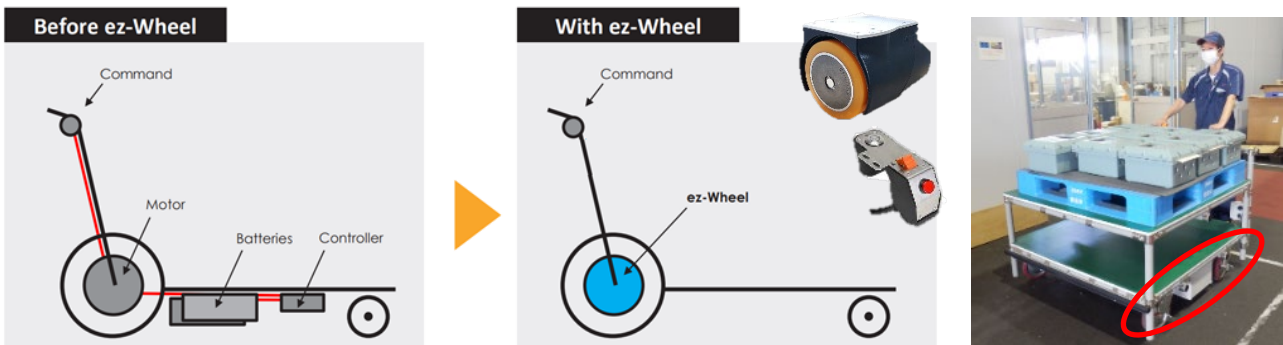 Before ez-Wheel
Command
Motor
Batteries
Controller
With ez-Wheel
Command
ez-Wheel